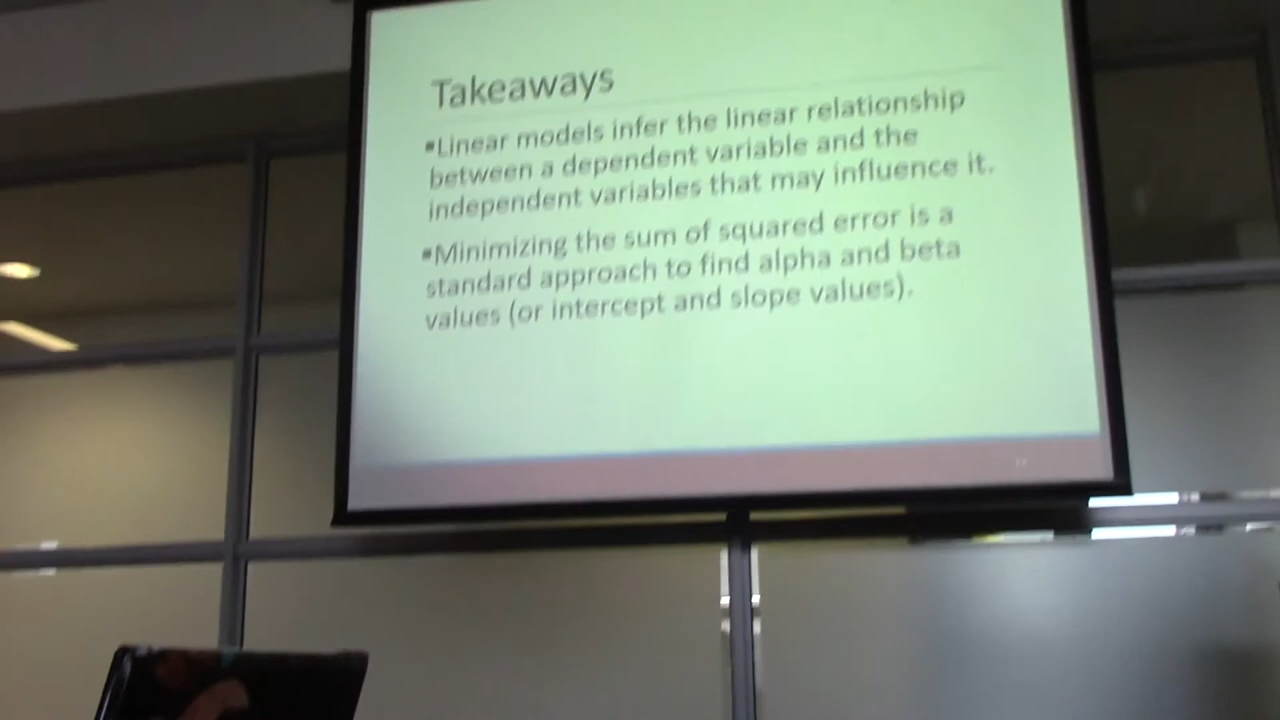 Takeaways
▪Linear models infer the linear relationship
between a dependent variable and the
independent variables that may influence it.
▪Minimizing the sum of squared error is a
standard approach to find alpha and beta
values (or intercept and slope values).